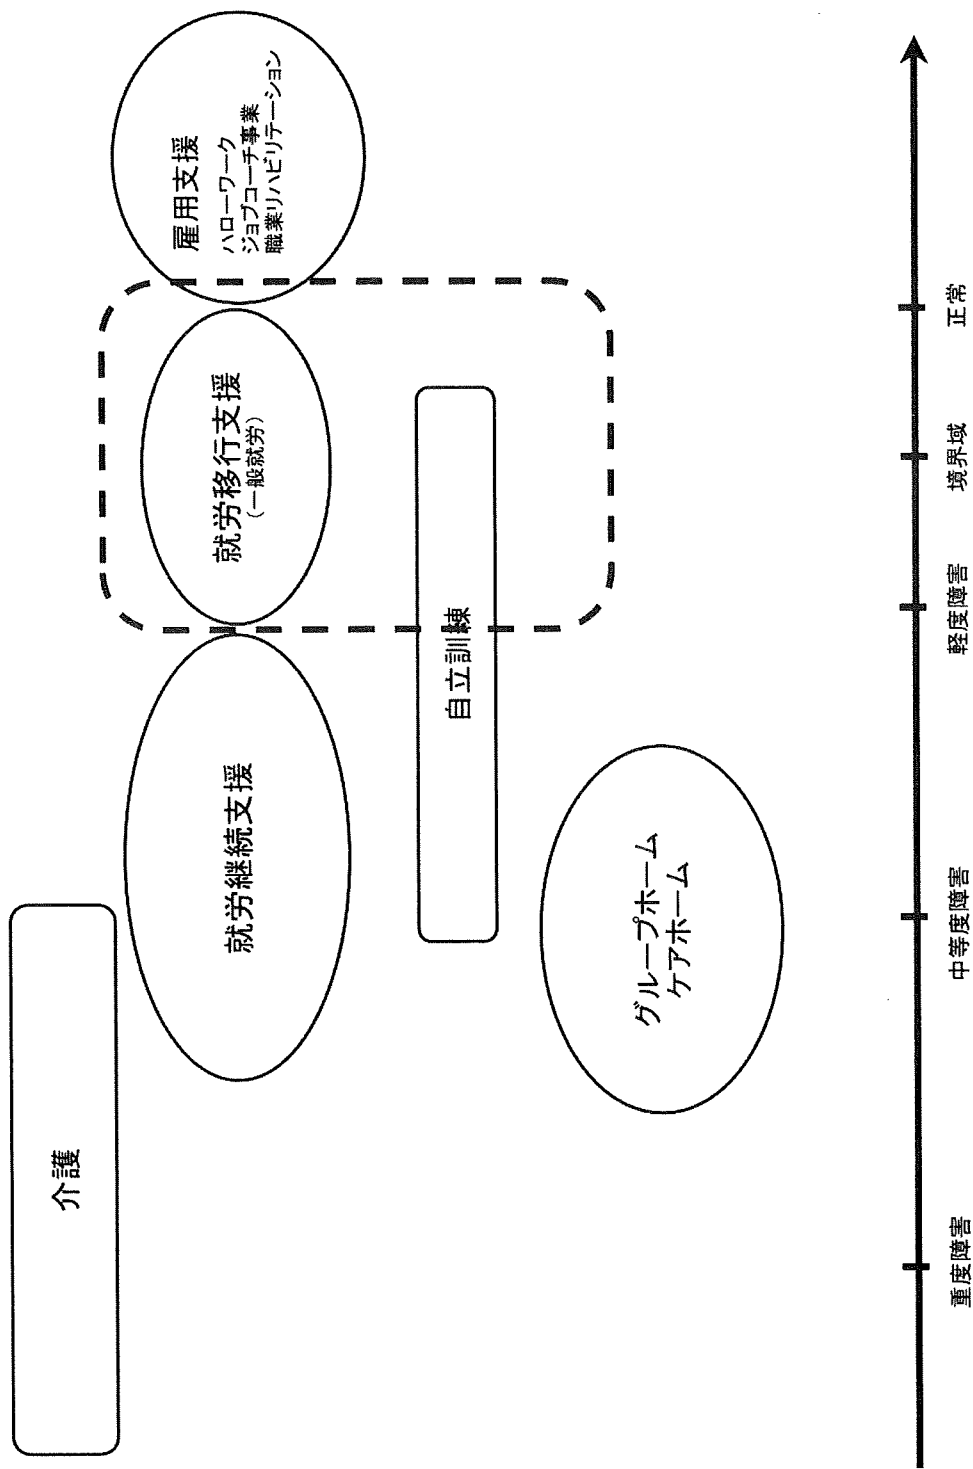 介護
就労継続支援
就労移行支援
（一般就労）
雇用支援
ハローワーク
ジョブコーチ事業
職業リハビリテーション
自立訓練
グループホーム
ケアホーム
重度障害
中等度障害
軽度障害
境界域
正常